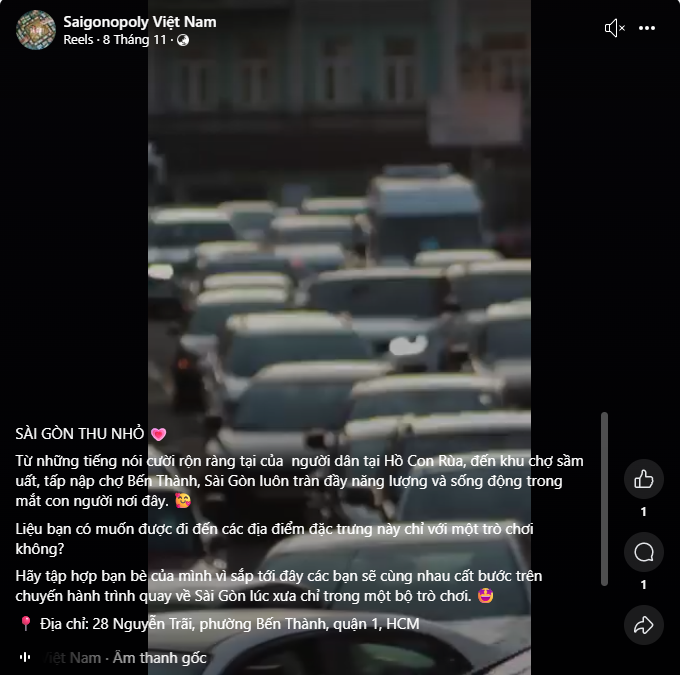 Saigonopoly Việt Nam
Reels · 8 Tháng 11 ·
SÀI GÒN THU NHỎ 💗
Từ những tiếng nói cười rộn ràng tại của người dân tại Hồ Con Rùa, đến khu chợ sầm
uất, tấp nập chợ Bến Thành, Sài Gòn luôn tràn đầy năng lượng và sống động trong
mắt con người nơi đây. 🥰
Liệu bạn có muốn được đi đến các địa điểm đặc trưng này chỉ với một trò chơi
không?
Hãy tập hợp bạn bè của mình vì sắp tới đây các bạn sẽ cùng nhau cất bước trên
chuyến hành trình quay về Sài Gòn lúc xưa chỉ trong một bộ trò chơi. 🤩
📍 Địa chỉ: 28 Nguyễn Trãi, phường Bến Thành, quận 1, HCM
Việt Nam · Âm thanh gốc
1
1